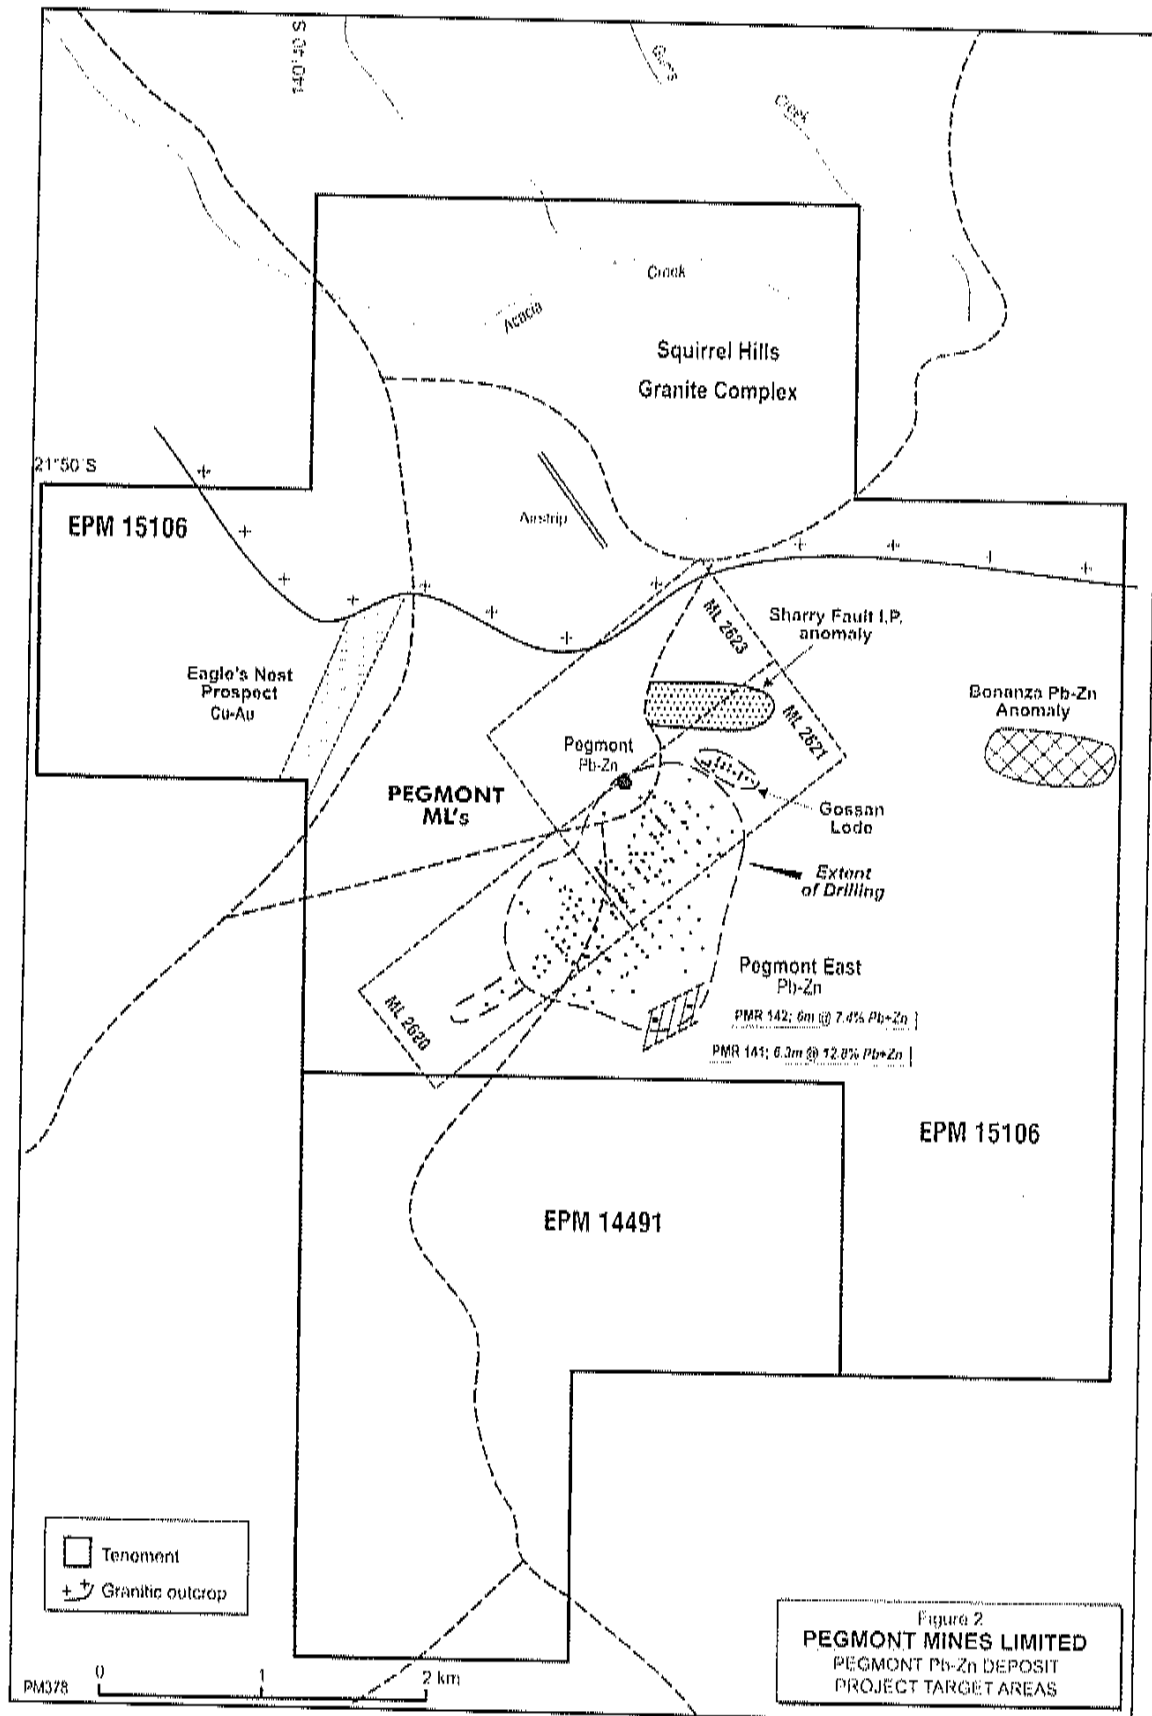 140°40' S
Gum's
Creek
Creek
Acacia
Squirrel Hills
Granite Complex
21°50'S
EPM 15106
Airstrip
ML 2623
Sharry Fault I.P.
anomaly
Eagle's Nest
Prospect
Cu-Au
ML 2621
Bonanza Pb-Zn
Anomaly
Pegmont
Pb-Zn
PEGMONT
ML's
Gossan
Lode
Extent
of Drilling
Pegmont East
Pb-Zn
ML 2620
PMR 142; 6m @ 7.4% Pb+Zn
PMR 141; 6.3m @ 12.8% Pb+Zn
EPM 15106
EPM 14491
Tenement
Granitic outcrop
Figure 2
PEGMONT MINES LIMITED
PEGMONT Pb-Zn DEPOSIT
PROJECT TARGET AREAS
PM378
0 1 2 km